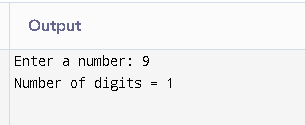 Output
Enter a number: 9
Number of digits = 1